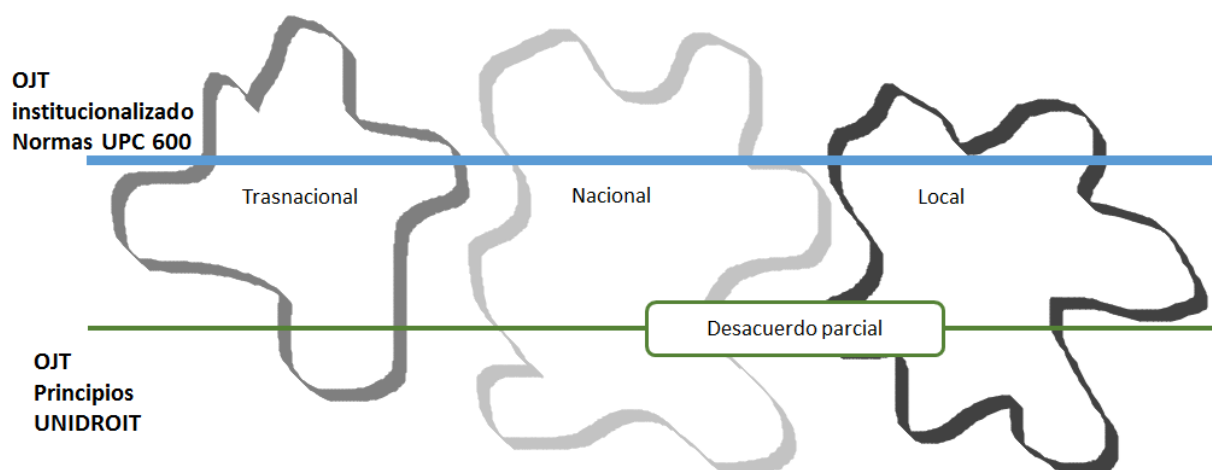 OJT
institucionalizado
Normas UPC 600
Trasnacional
Nacional
Local
Desacuerdo parcial
OJT
Principios
UNIDROIT